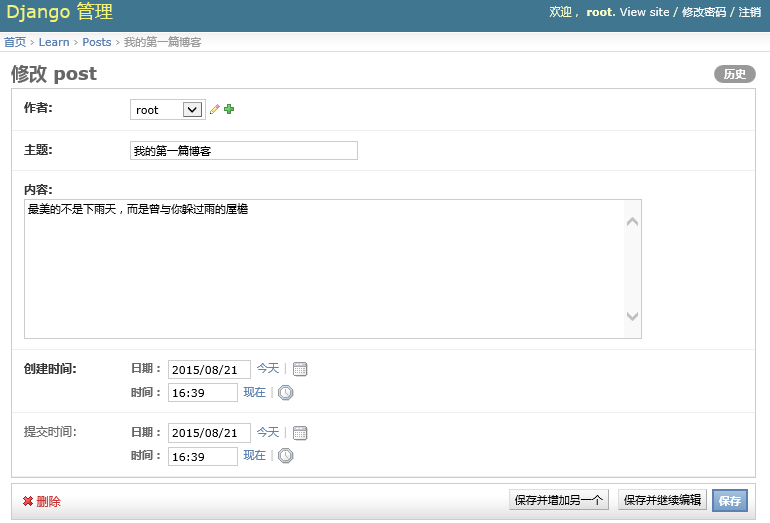 Django 管理
欢迎， root. View site / 修改密码 / 注销
首页 › Learn › Posts › 我的第一篇博客
修改 post
历史
作者: root
主题: 我的第一篇博客
内容:
最美的不是下雨天，而是曾与你躲过雨的屋檐
创建时间: 日期： 2015/08/21 今天 |
时间： 16:39 现在 |
提交时间: 日期： 2015/08/21 今天 |
时间： 16:39 现在 |
删除 保存并增加另一个 保存并继续编辑 保存